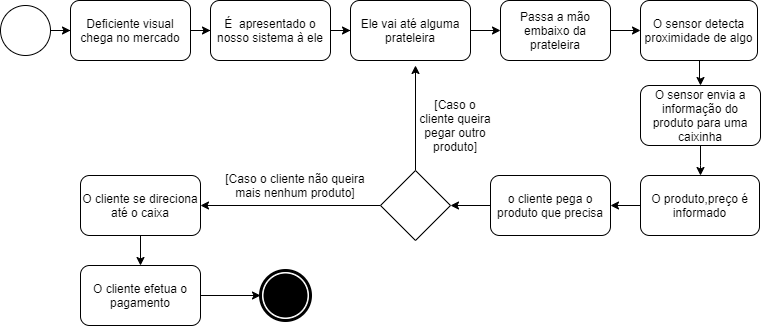 Deficiente visual
chega no mercado
É  apresentado o
nosso sistema à ele
Ele vai até alguma
prateleira
Passa a mão
embaixo da
prateleira
O sensor detecta
proximidade de algo
O sensor envia a
informação do
produto para uma
caixinha
O produto,preço é
informado
o cliente pega o
produto que precisa
[Caso o
cliente queira
pegar outro
produto]
[Caso o cliente não queira
mais nenhum produto]
O cliente se direciona
até o caixa
O cliente efetua o
pagamento